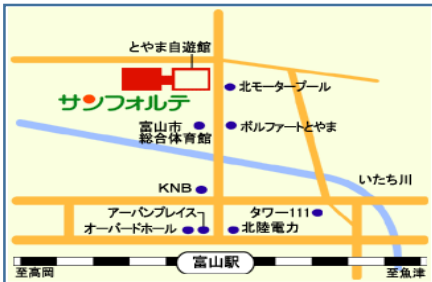 とやま自遊館
サンフォルテ
北モータープール
富山市
総合体育館
ボルファートとやま
いたち川
KNB
アーバンプレイス
オーバードホール
タワー111
北陸電力
富山駅
至高岡
至魚津